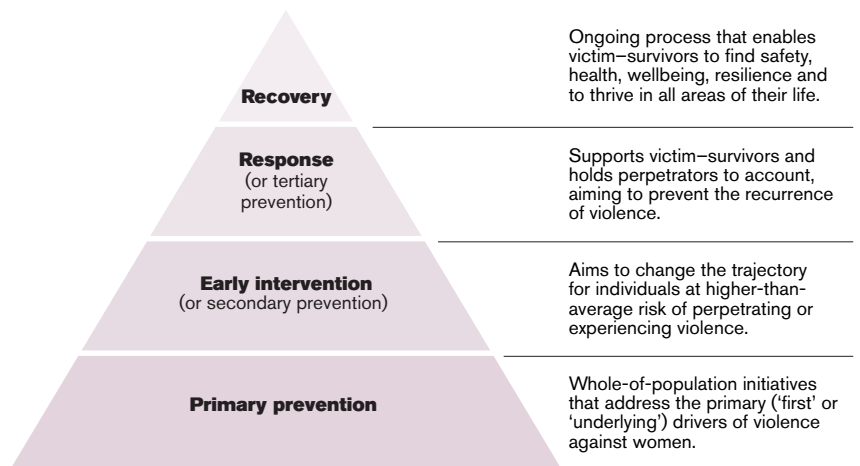 Recovery
Ongoing process that enables
victim–survivors to find safety,
health, wellbeing, resilience and
to thrive in all areas of their life.
Response
(or tertiary
prevention)
Supports victim–survivors and
holds perpetrators to account,
aiming to prevent the recurrence
of violence.
Early intervention
(or secondary prevention)
Aims to change the trajectory
for individuals at higher-than-
average risk of perpetrating or
experiencing violence.
Primary prevention
Whole-of-population initiatives
that address the primary (‘first’ or
‘underlying’) drivers of violence
against women.